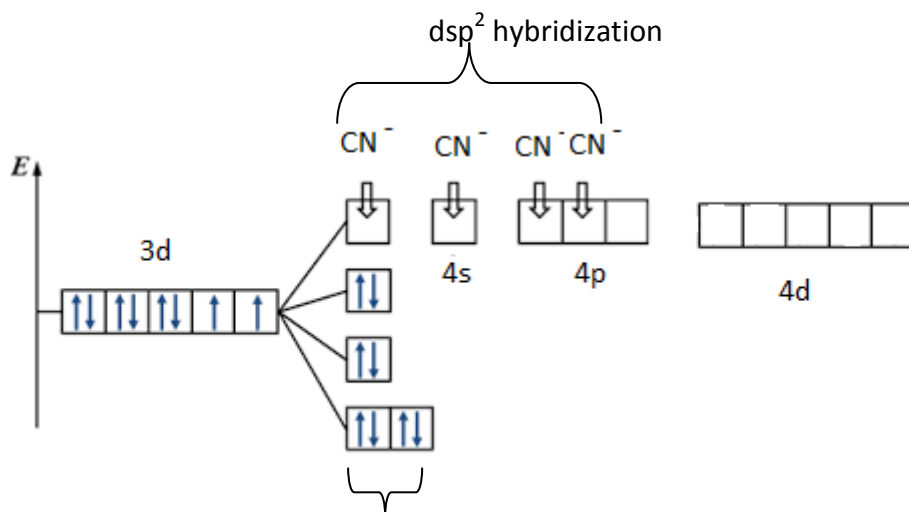 dsp² hybridization
CN⁻ CN⁻ CN⁻ CN⁻
E
3d
4s 4p 4d